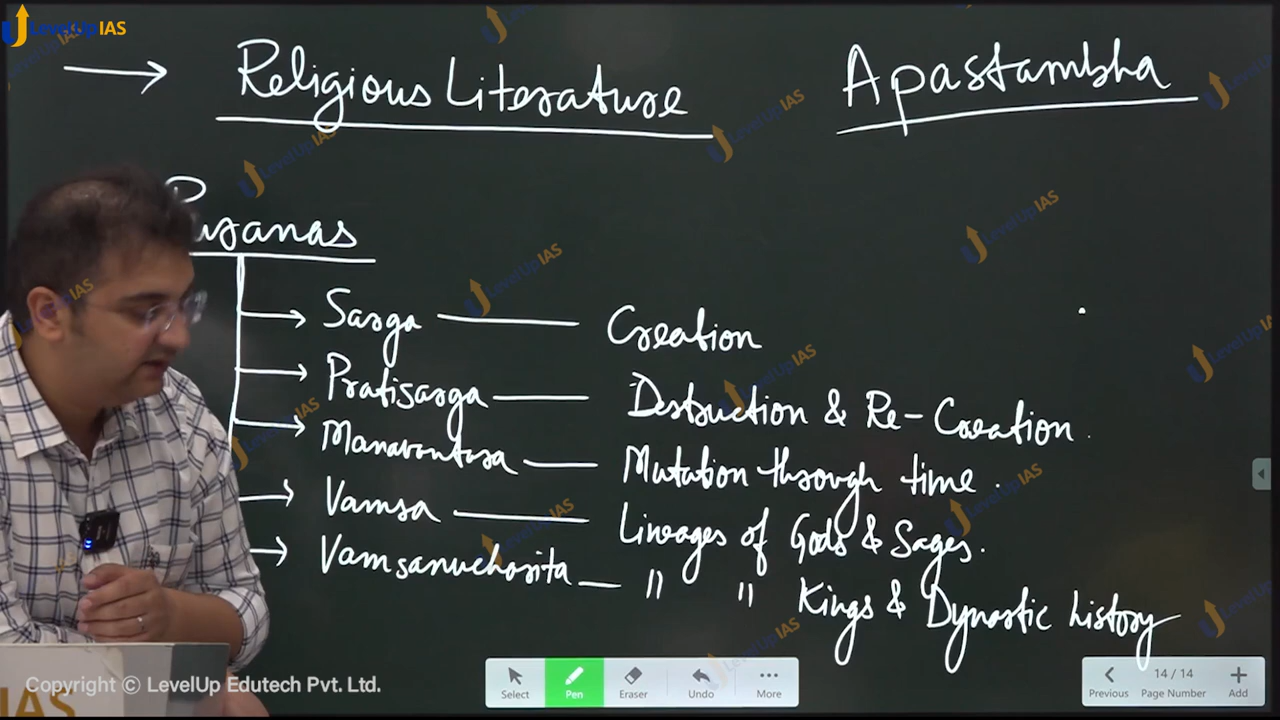 LevelUp IAS
→ Religious Literature
Apastambha
Puranas
→ Sarga — Creation
→ Pratisarga — Destruction & Re-Creation.
→ Manavantara — Mutation through time.
→ Vamsa — Lineages of Gods & Sages.
→ Vamsanucharita — " " Kings & Dynastic history
Copyright © LevelUp Edutech Pvt. Ltd.
IAS
Select
Pen
Eraser
Undo
More
14 / 14
Previous
Page Number
Add